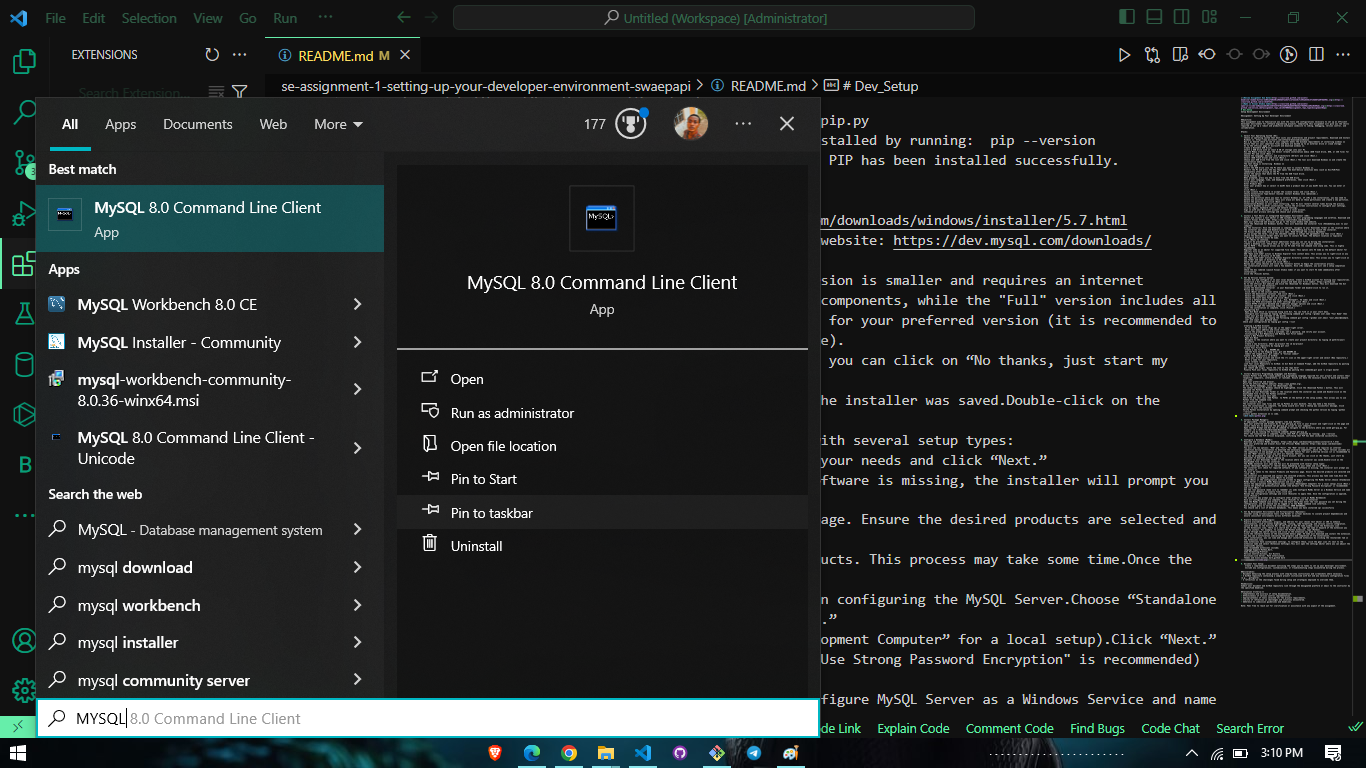 File Edit Selection View Go Run ···
Untitled (Workspace) [Administrator]
EXTENSIONS
README.md M
Search Extension
se-assignment-1-setting-up-your-developer-environment-swaepapi > README.md > # Dev_Setup
All Apps Documents Web More 177
Best match
MySQL 8.0 Command Line Client
App
Apps
MySQL Workbench 8.0 CE
MySQL Installer - Community
mysql-workbench-community-
8.0.36-winx64.msi
MySQL 8.0 Command Line Client -
Unicode
Search the web
MySQL - Database management system
mysql download
mysql workbench
mysql installer
mysql community server
MYSQL 8.0 Command Line Client
MySQL>
MySQL 8.0 Command Line Client
App
Open
Run as administrator
Open file location
Pin to Start
Pin to taskbar
Uninstall
pip.py
stalled by running: pip --version
PIP has been installed successfully.
m/downloads/windows/installer/5.7.html
website: https://dev.mysql.com/downloads/
sion is smaller and requires an internet
components, while the "Full" version includes all
for your preferred version (it is recommended to
e).
you can click on “No thanks, just start my
he installer was saved.Double-click on the
with several setup types:
your needs and click “Next.”
ftware is missing, the installer will prompt you
age. Ensure the desired products are selected and
ucts. This process may take some time.Once the
n configuring the MySQL Server.Choose “Standalone
.”
opment Computer” for a local setup).Click “Next.”
Use Strong Password Encryption" is recommended)
figure MySQL Server as a Windows Service and name
de Link Explain Code Comment Code Find Bugs Code Chat Search Error
3:10 PM